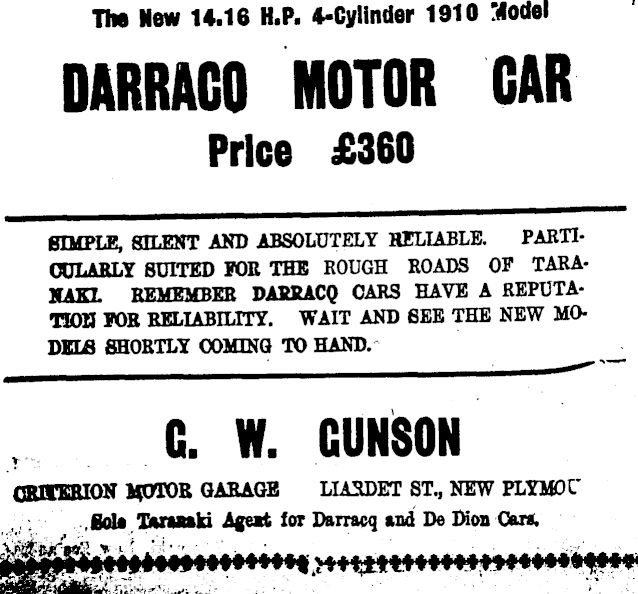 The New 14.16 H.P. 4-Cylinder 1910 Model
DARRACQ MOTOR CAR
Price £360
SIMPLE, SILENT AND ABSOLUTELY RELIABLE. PARTI-
CULARLY SUITED FOR THE ROUGH ROADS OF TARA-
NAKI. REMEMBER DARRACQ CARS HAVE A REPUTA-
TION FOR RELIABILITY. WAIT AND SEE THE NEW MO-
DELS SHORTLY COMING TO HAND.
G. W. GUNSON
CRITERION MOTOR GARAGE LIARDET ST., NEW PLYMOU
Sole Taranaki Agent for Darracq and De Dion Cars.